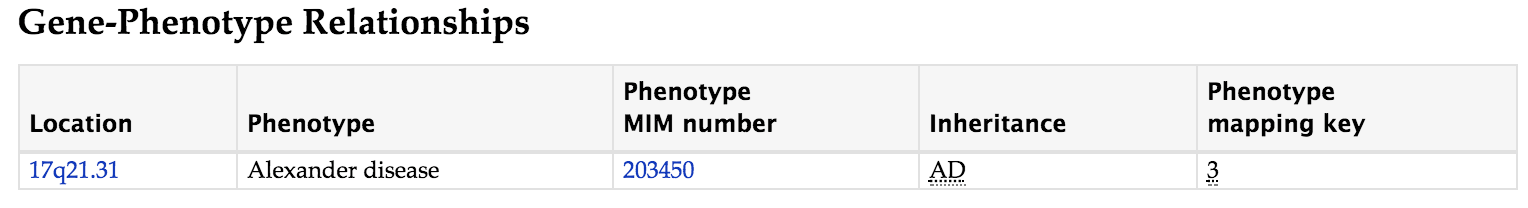 Gene-Phenotype Relationships
Location Phenotype Phenotype MIM number Inheritance Phenotype mapping key
17q21.31 Alexander disease 203450 AD 3